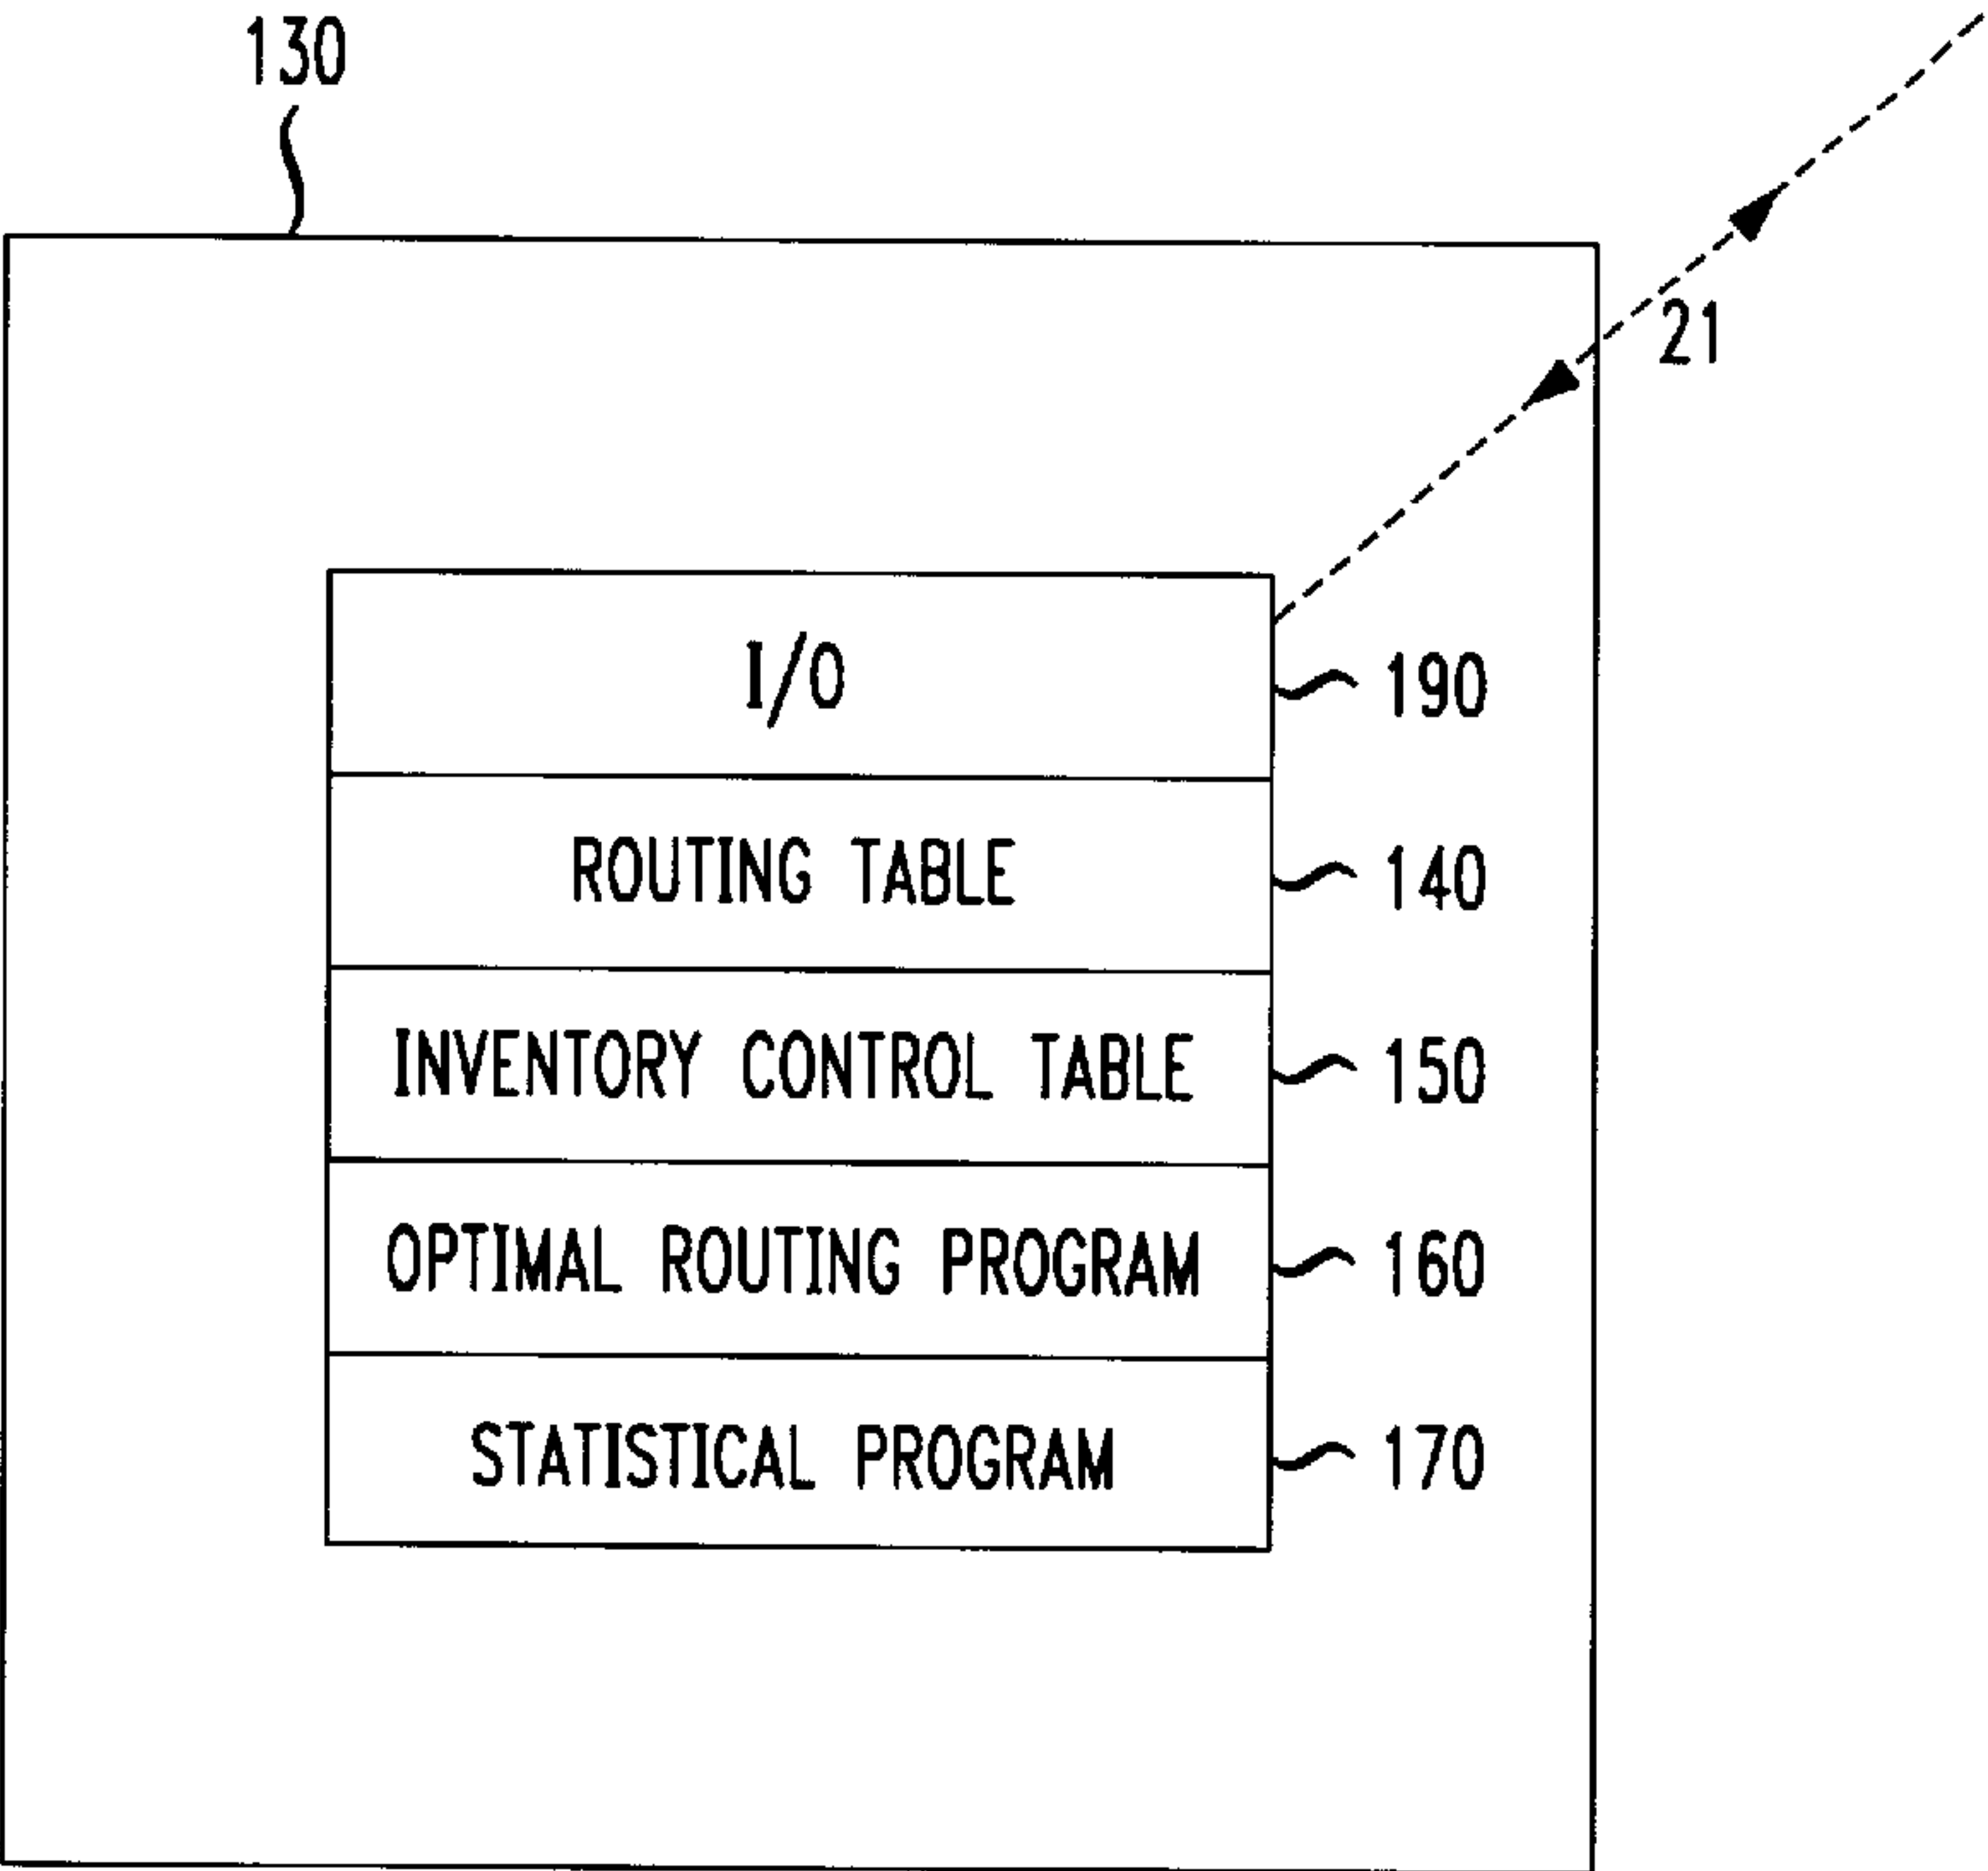 130
21
I/O 190
ROUTING TABLE 140
INVENTORY CONTROL TABLE 150
OPTIMAL ROUTING PROGRAM 160
STATISTICAL PROGRAM 170